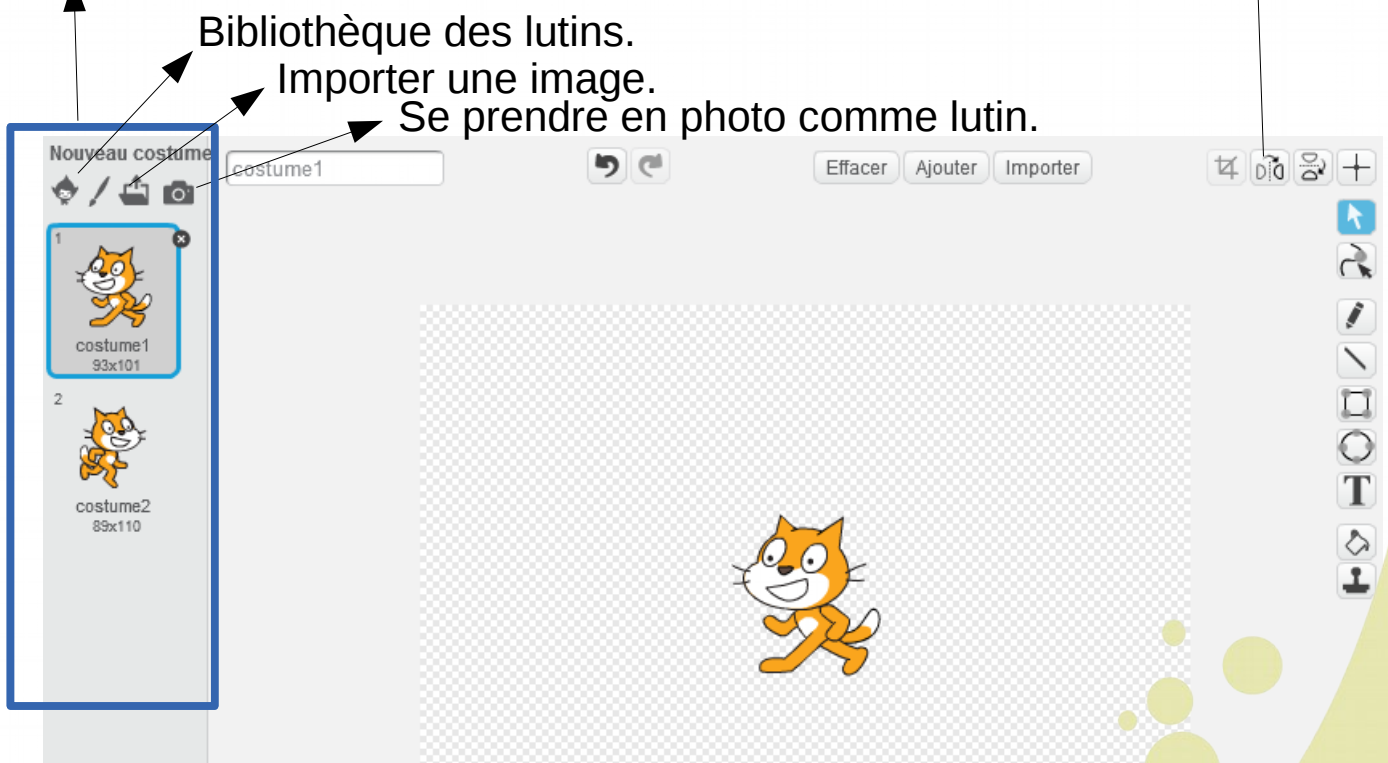 Bibliothèque des lutins.
Importer une image.
Se prendre en photo comme lutin.
Nouveau costume
costume1
Effacer Ajouter Importer
1
costume1
93x101
2
costume2
89x110
T